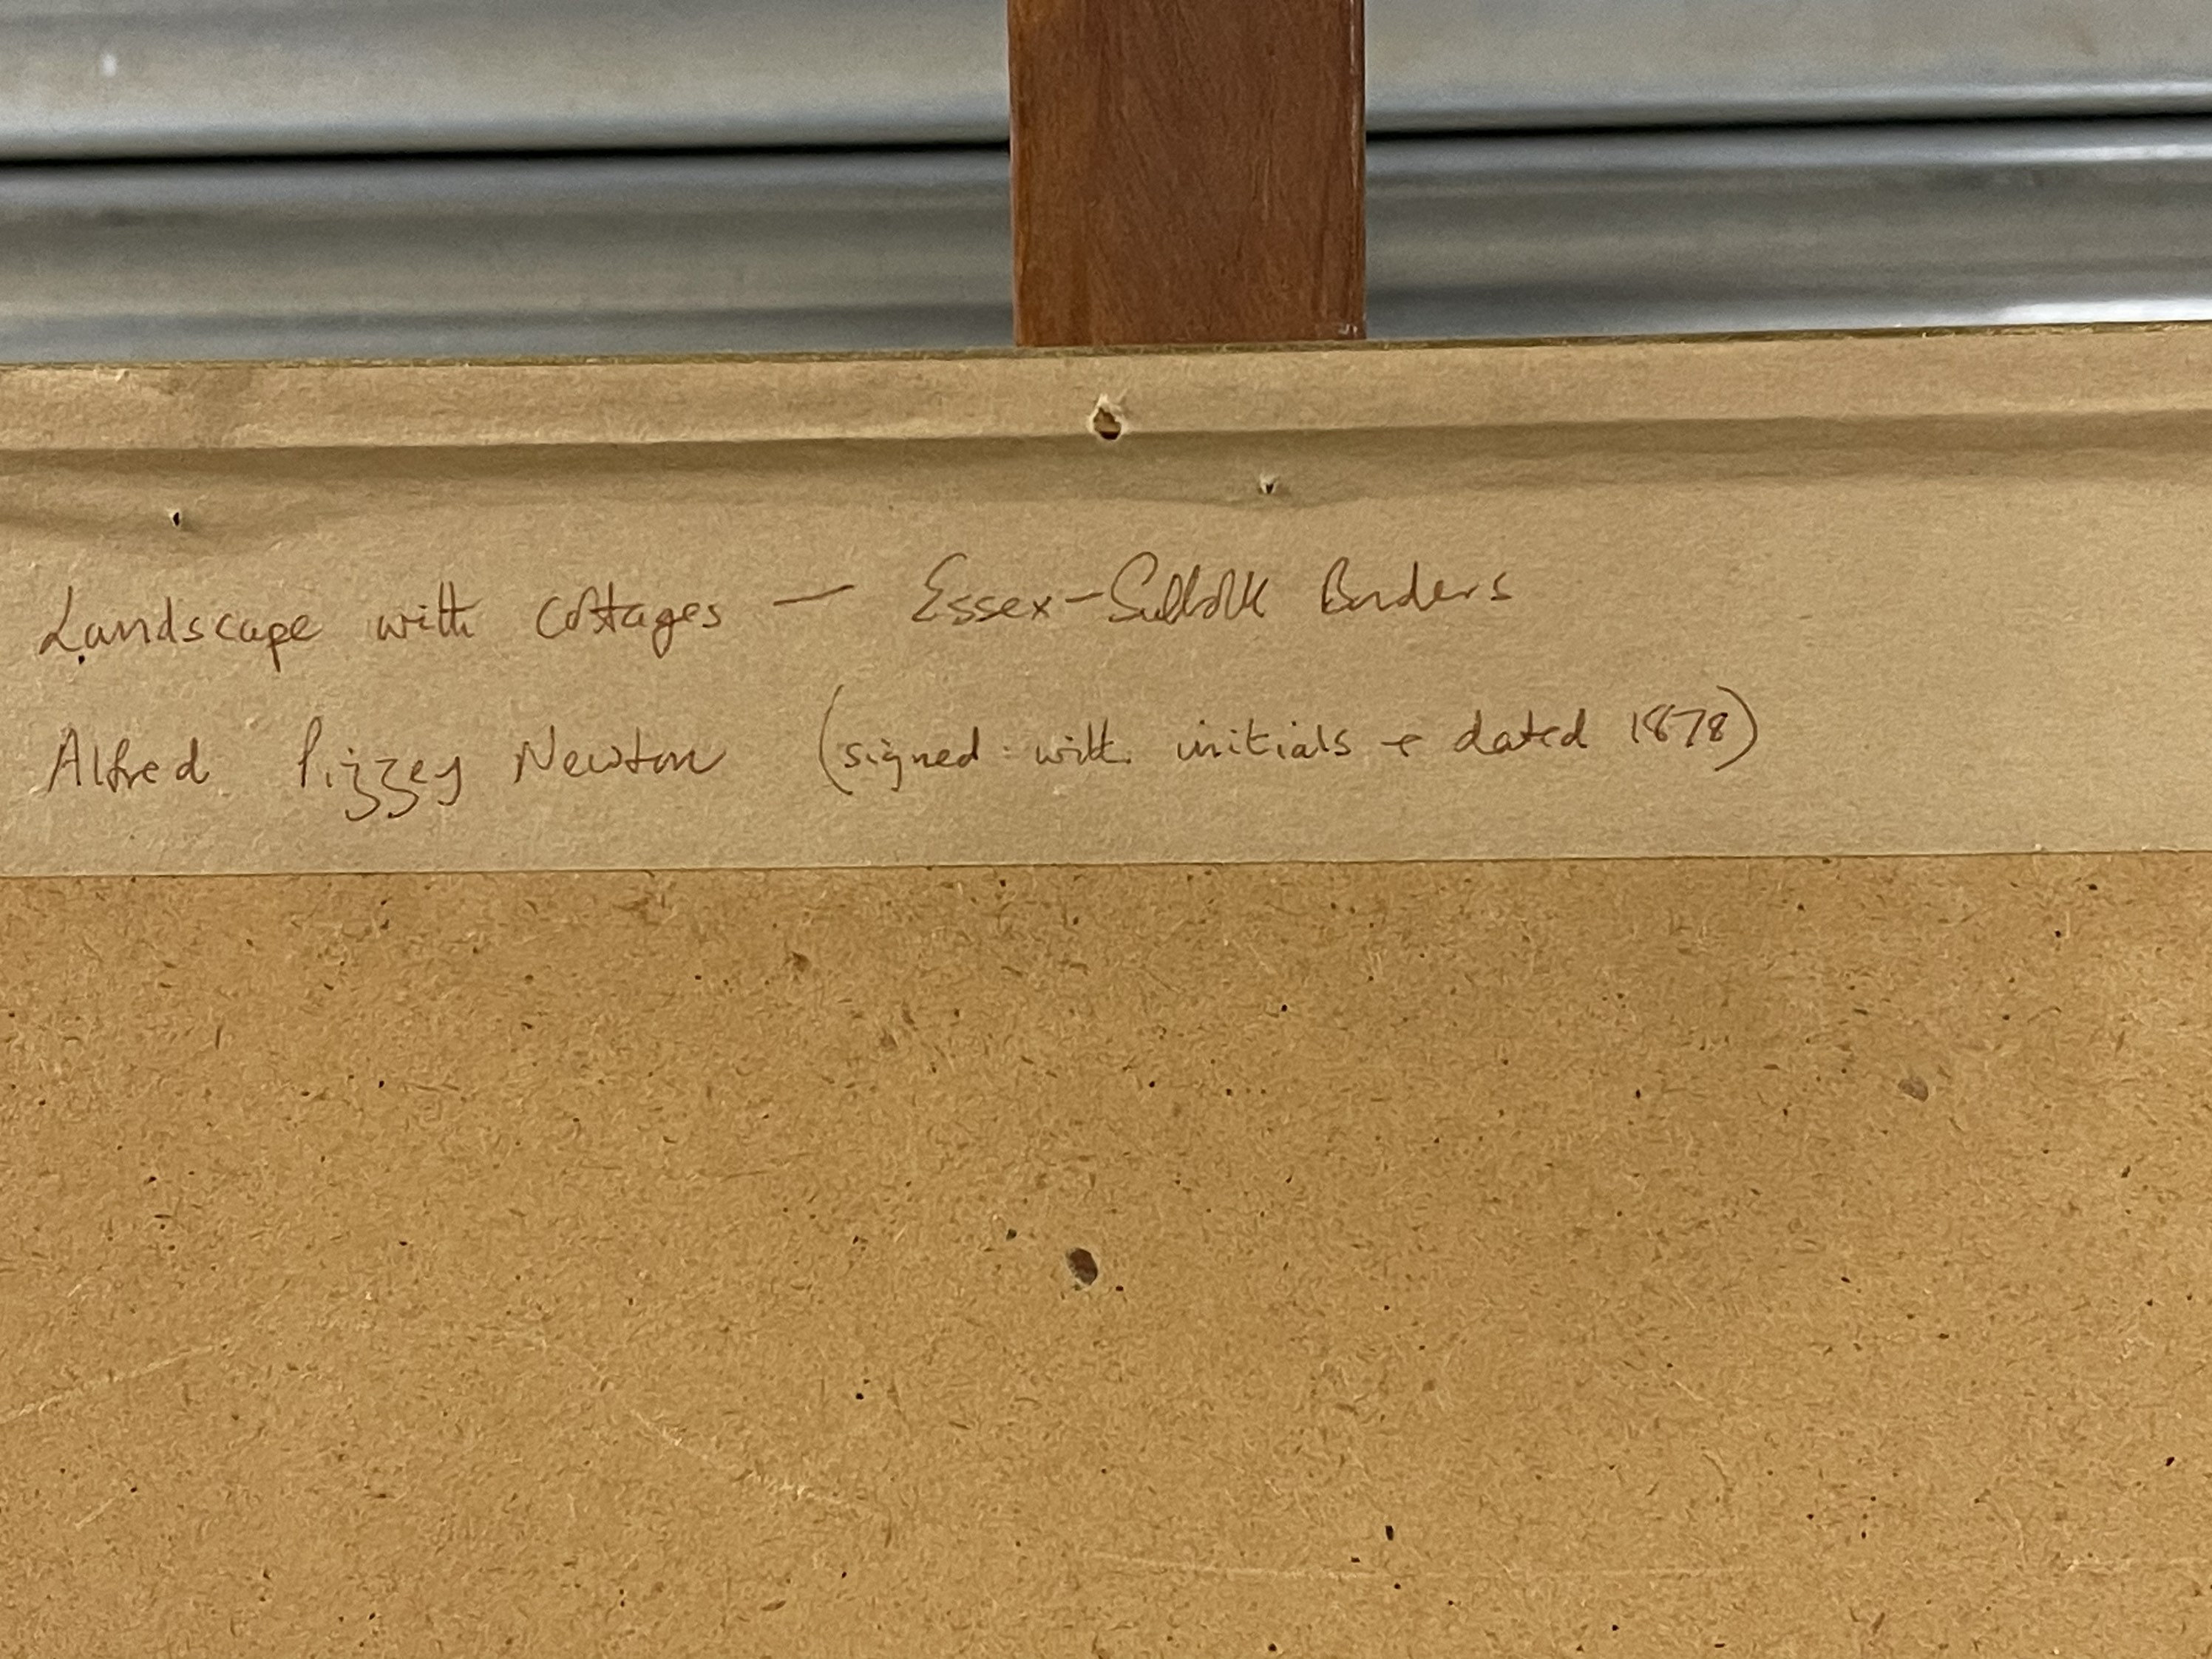 Landscape with Cottages — Essex-Suffolk Borders
Alfred Pizzey Newton (signed with initials + dated 1878)